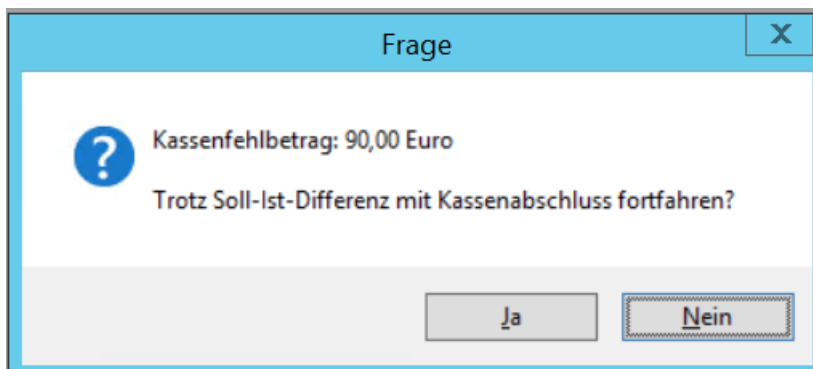 Frage
X
Kassenfehlbetrag: 90,00 Euro
Trotz Soll-Ist-Differenz mit Kassenabschluss fortfahren?
Ja
Nein